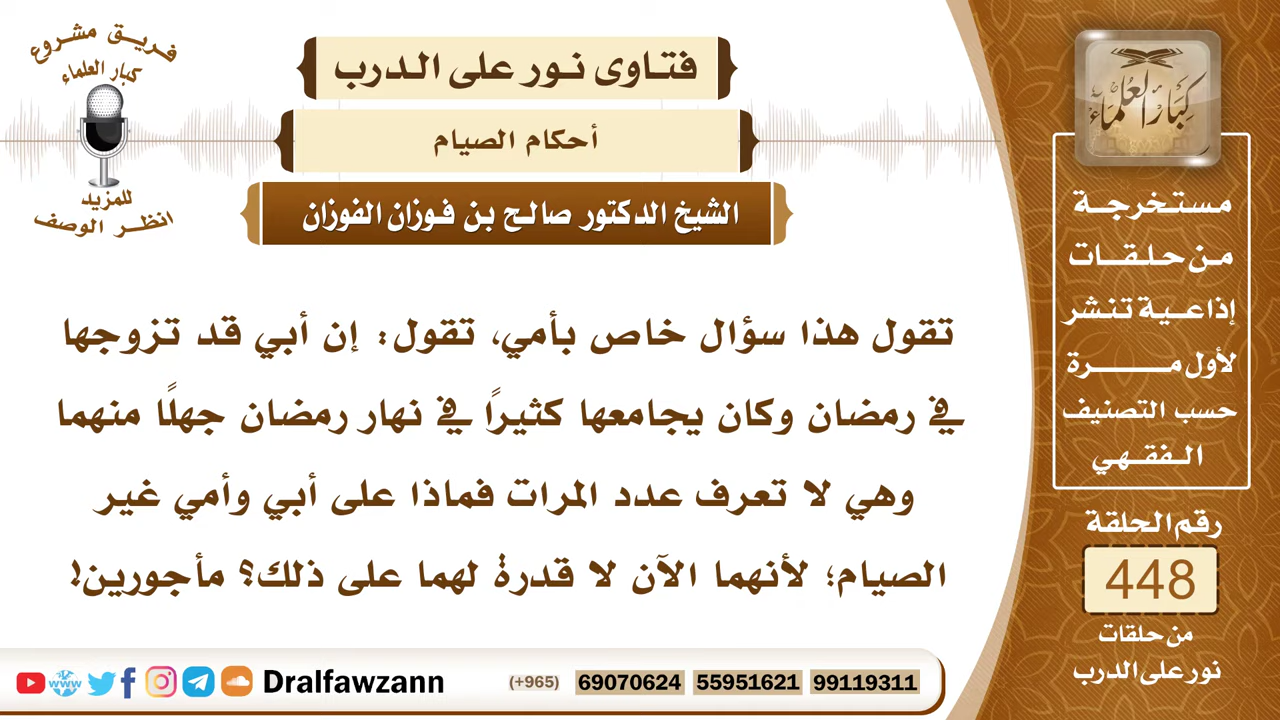 فريق مشروع
كبار العلماء
للمزيد
انظر الوصف
فتاوى نور على الدرب
أحكام الصيام
الشيخ الدكتور صالح بن فوزان الفوزان
تقول هذا سؤال خاص بأمي، تقول: إن أبي قد تزوجها
في رمضان وكان يجامعها كثيرًا في نهار رمضان جهلًا منهما
وهي لا تعرف عدد المرات فماذا على أبي وأمي غير
الصيام؛ لأنهما الآن لا قدرةٌ لهما على ذلك؟ مأجورين!
كبار العلماء
مستخرجة
من حلقات
إذاعية تنشر
لأول مرة
حسب التصنيف
الفقهي
رقم الحلقة
448
من حلقات
نور على الدرب
www Dralfawzann (+965) 69070624 55951621 99119311